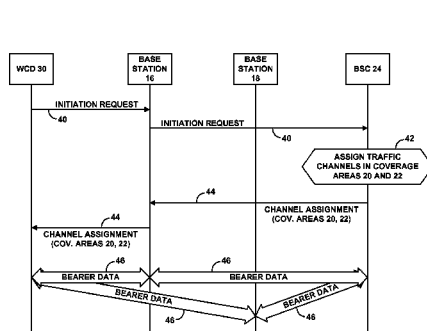 WCD 30
BASE
STATION
16
BASE
STATION
18
BSC 24
INITIATION REQUEST
40
INITIATION REQUEST
40
42
ASSIGN TRAFFIC
CHANNELS IN COVERAGE
AREAS 20 AND 22
44
CHANNEL ASSIGNMENT
(COV. AREAS 20, 22)
44
CHANNEL ASSIGNMENT
(COV. AREAS 20, 22)
46
BEARER DATA
46
BEARER DATA
BEARER DATA
46
BEARER DATA
46